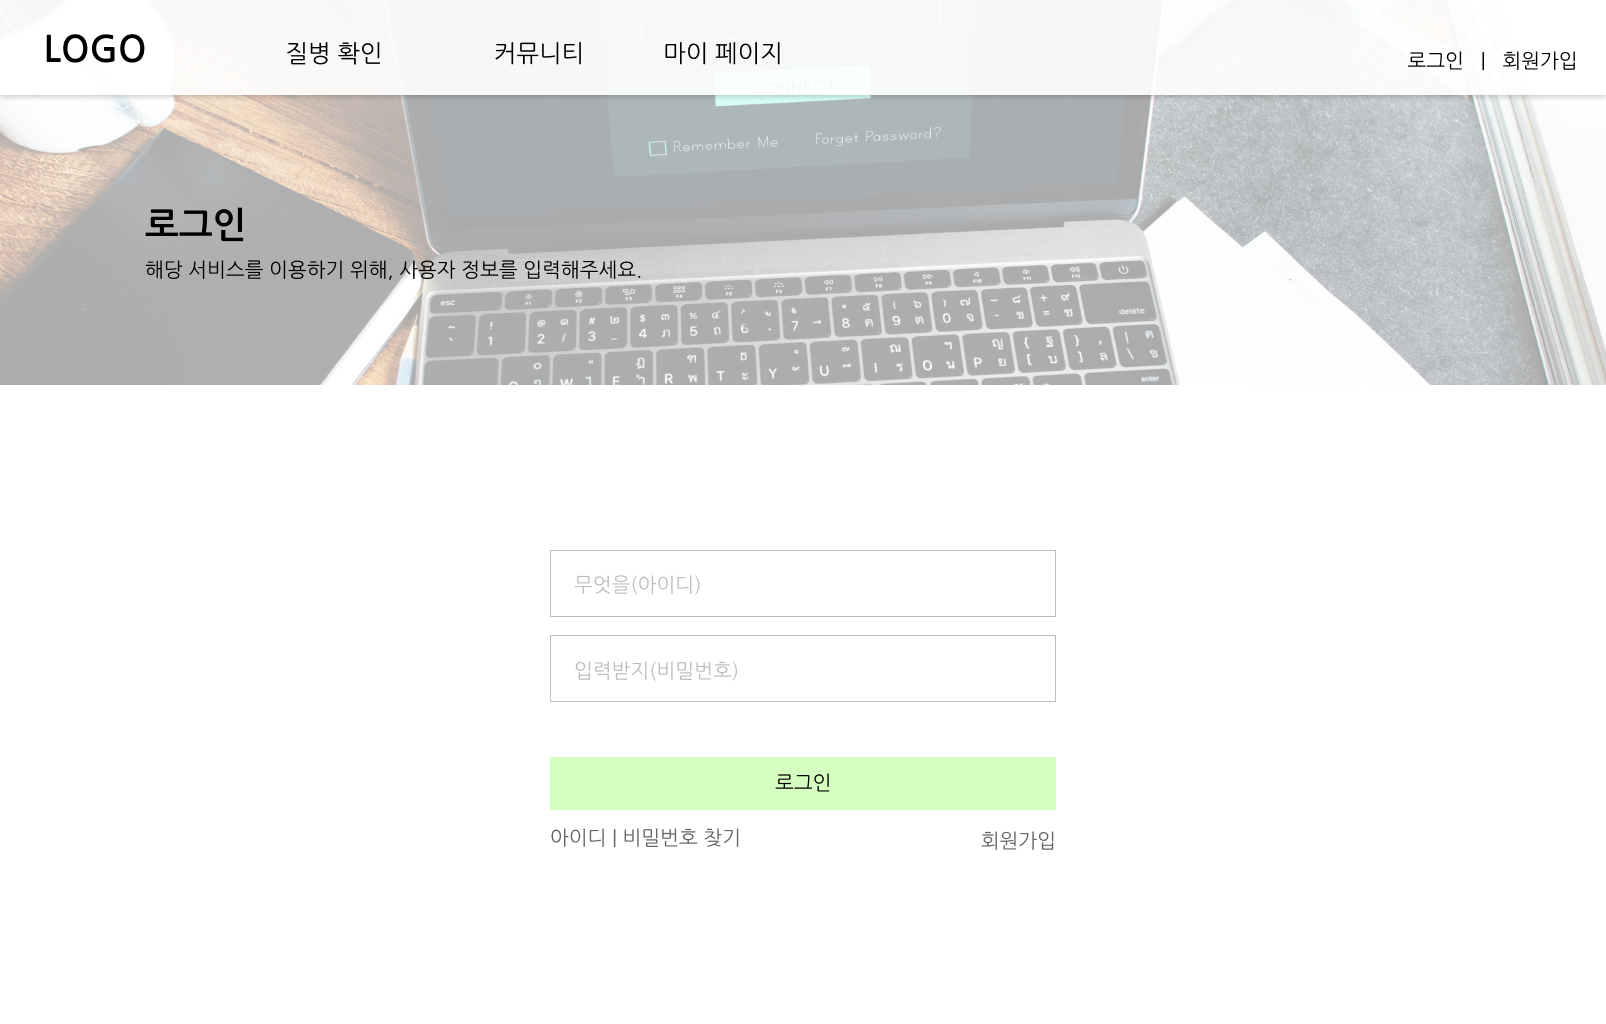 LOGO
질병 확인
커뮤니티
마이 페이지
로그인 | 회원가입
CONNECT
Remember Me
Forget Password?
로그인
해당 서비스를 이용하기 위해, 사용자 정보를 입력해주세요.
무엇을(아이디)
입력받지(비밀번호)
로그인
아이디 | 비밀번호 찾기
회원가입